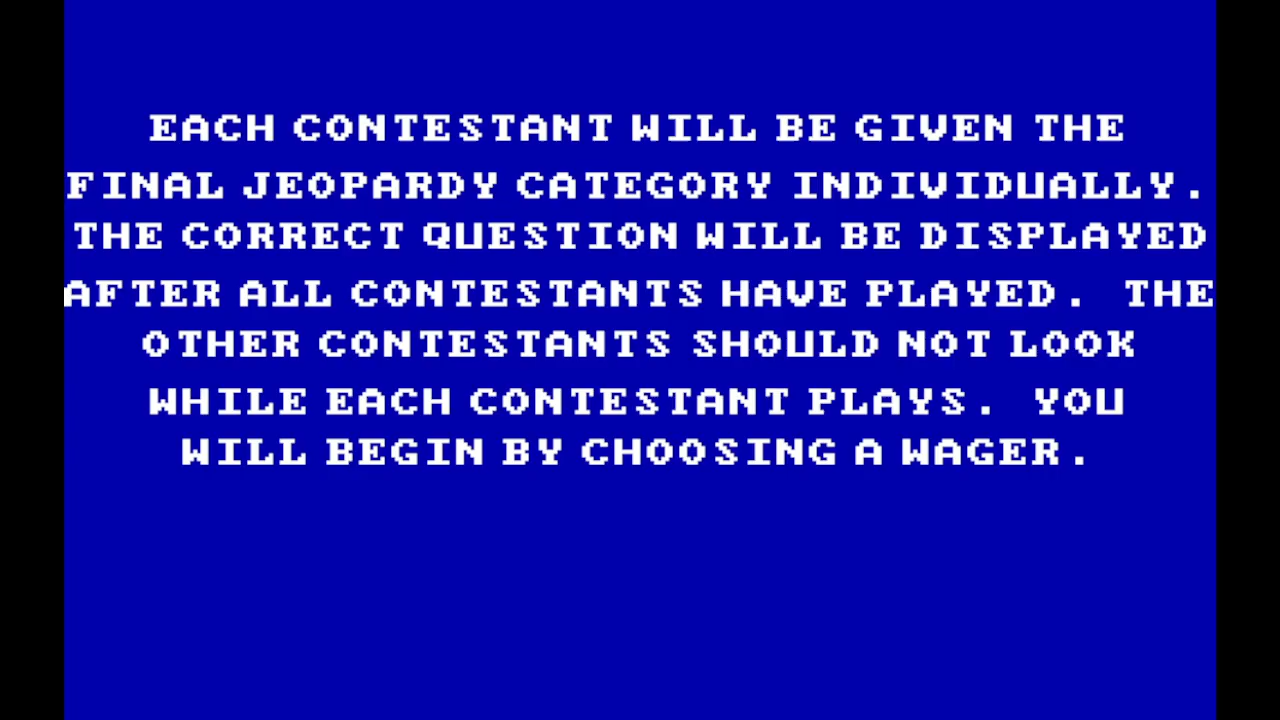 EACH CONTESTANT WILL BE GIVEN THE
FINAL JEOPARDY CATEGORY INDIVIDUALLY.
THE CORRECT QUESTION WILL BE DISPLAYED
AFTER ALL CONTESTANTS HAVE PLAYED. THE
OTHER CONTESTANTS SHOULD NOT LOOK
WHILE EACH CONTESTANT PLAYS. YOU
WILL BEGIN BY CHOOSING A WAGER.